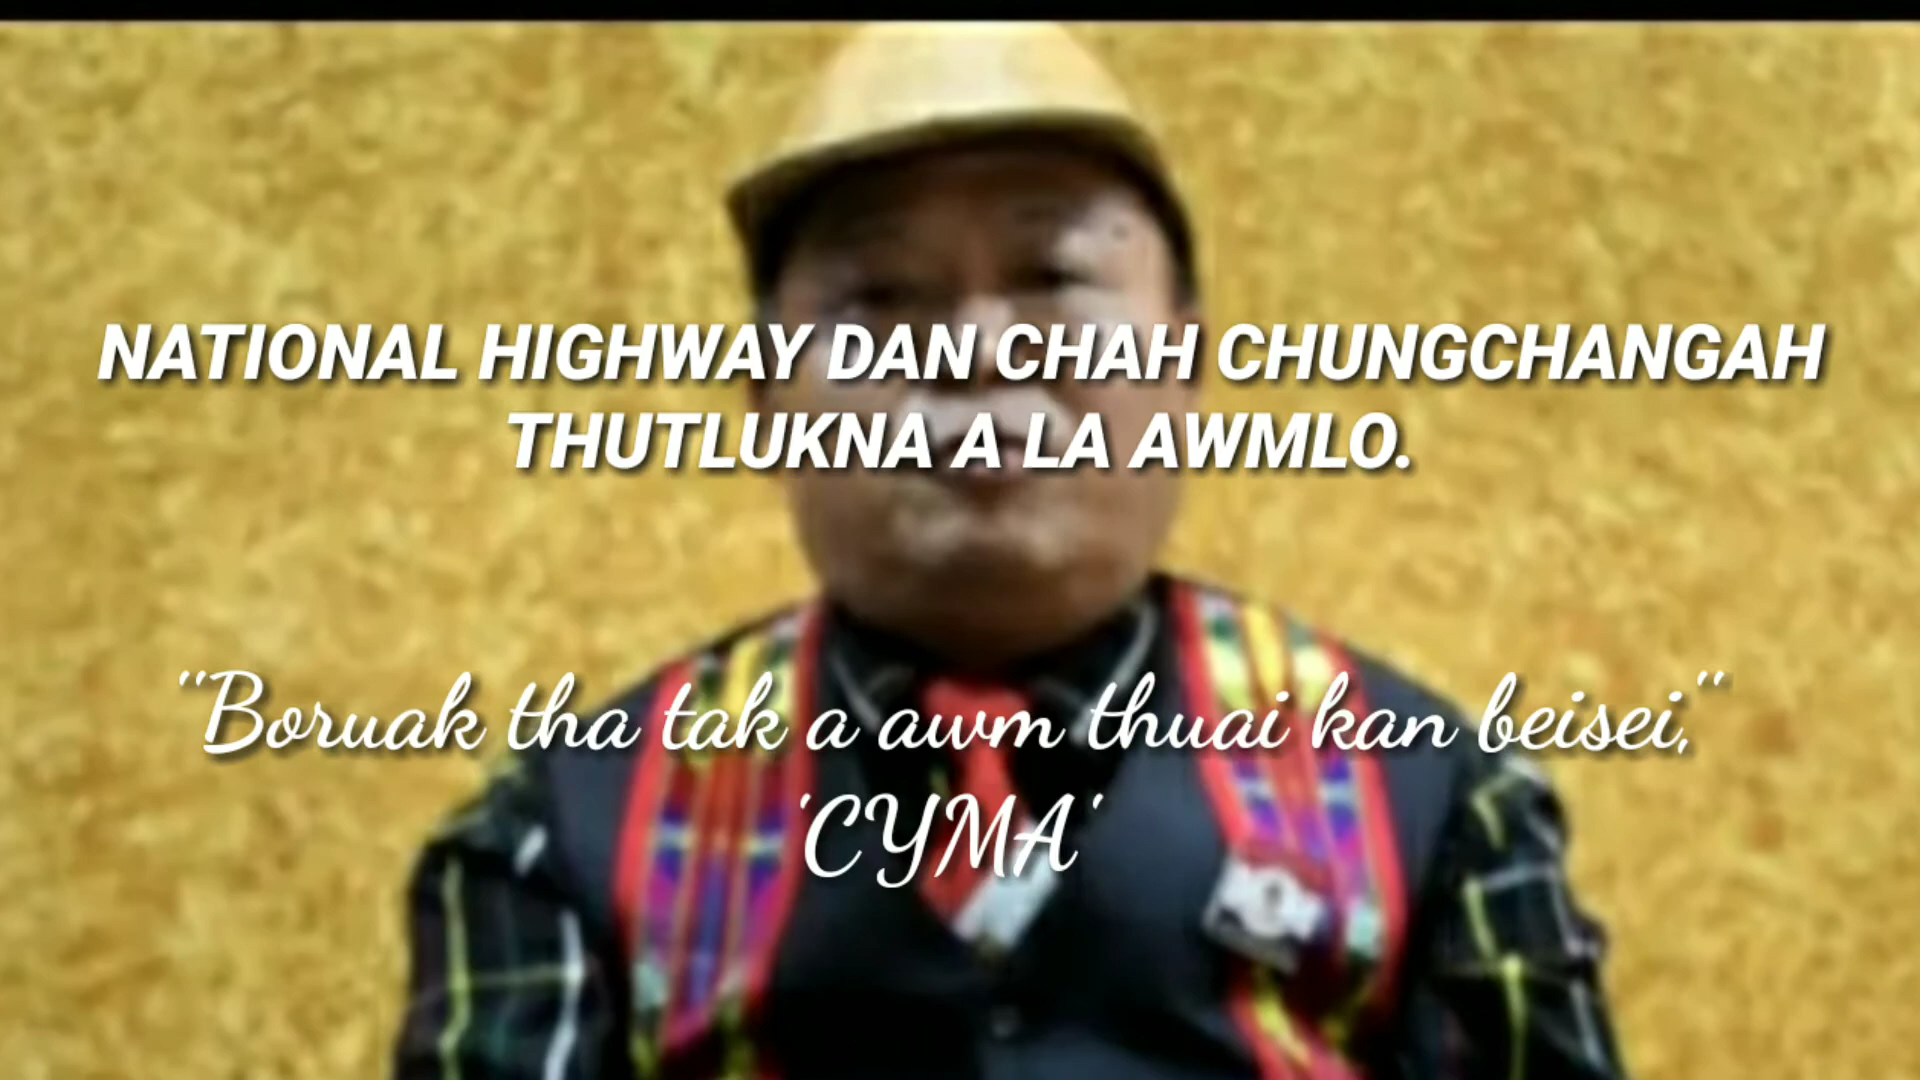 NATIONAL HIGHWAY DAN CHAH CHUNGCHANGAH
THUTLUKNA A LA AWMLO.
"Boruak tha tak a awm thuai kan beisei,"
'CYMA'